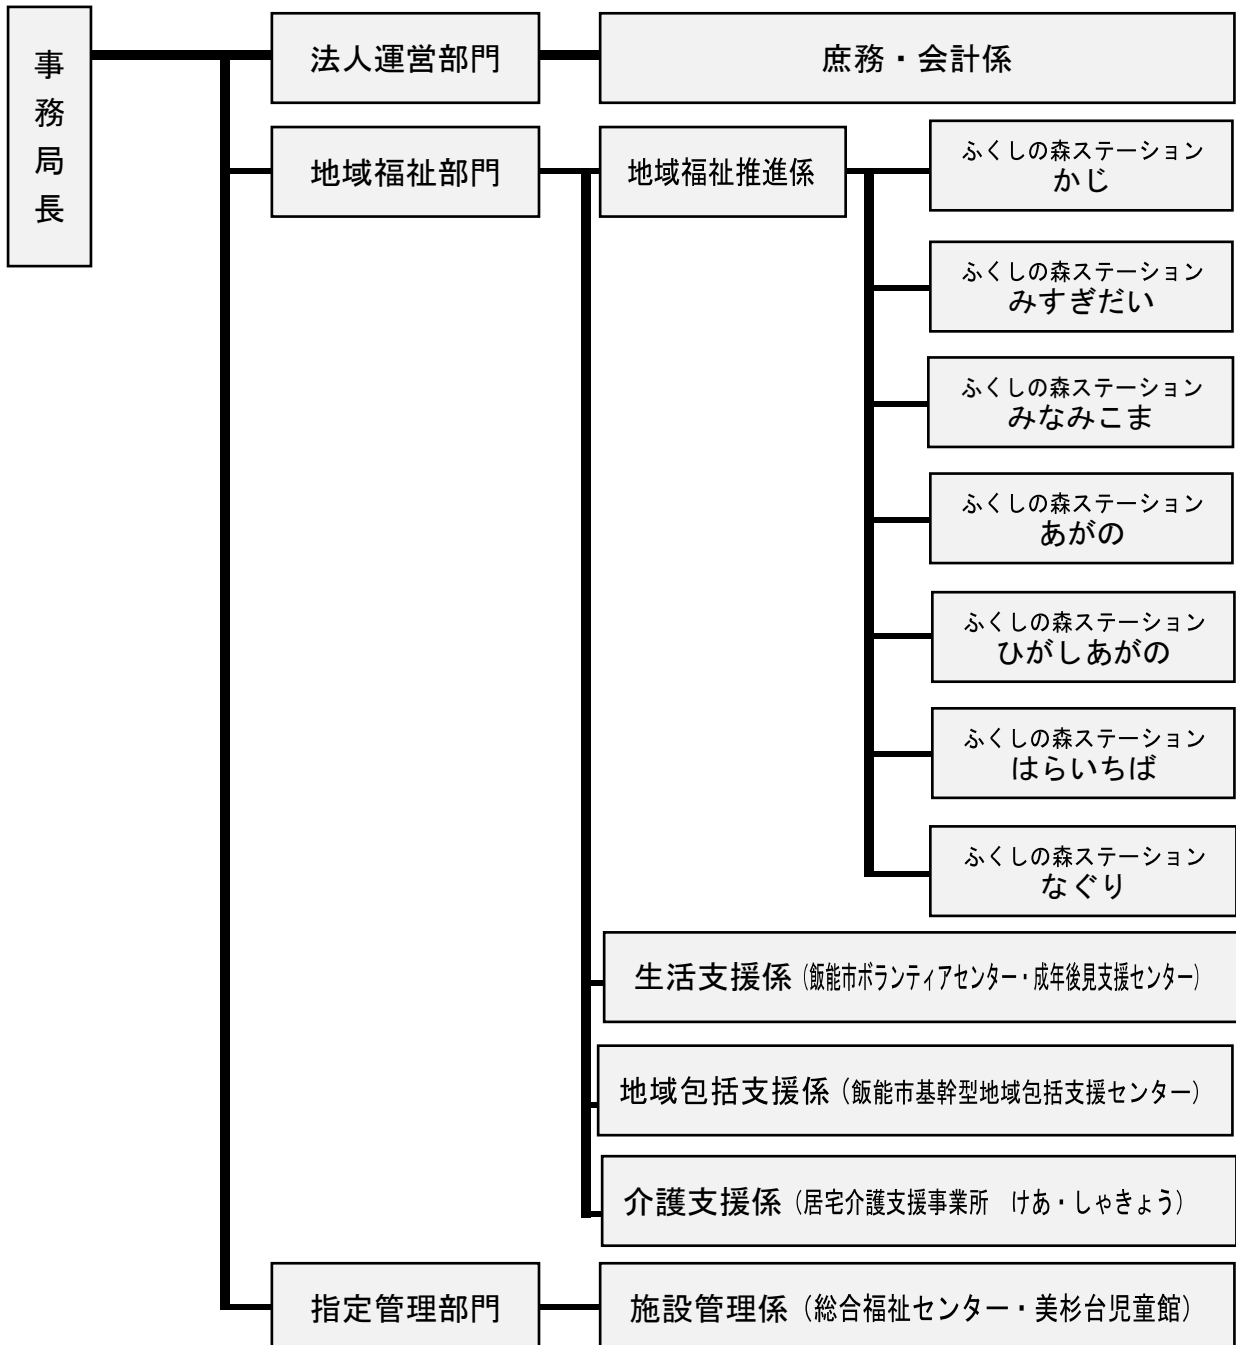 事務局長
法人運営部門
庶務・会計係
地域福祉部門
地域福祉推進係
ふくしの森ステーション
かじ
ふくしの森ステーション
みすぎだい
ふくしの森ステーション
みなみこま
ふくしの森ステーション
あがの
ふくしの森ステーション
ひがしあがの
ふくしの森ステーション
はらいちば
ふくしの森ステーション
なぐり
生活支援係（飯能市ボランティアセンター・成年後見支援センター）
地域包括支援係（飯能市基幹型地域包括支援センター）
介護支援係（居宅介護支援事業所　けあ・しゃきょう）
指定管理部門
施設管理係（総合福祉センター・美杉台児童館）